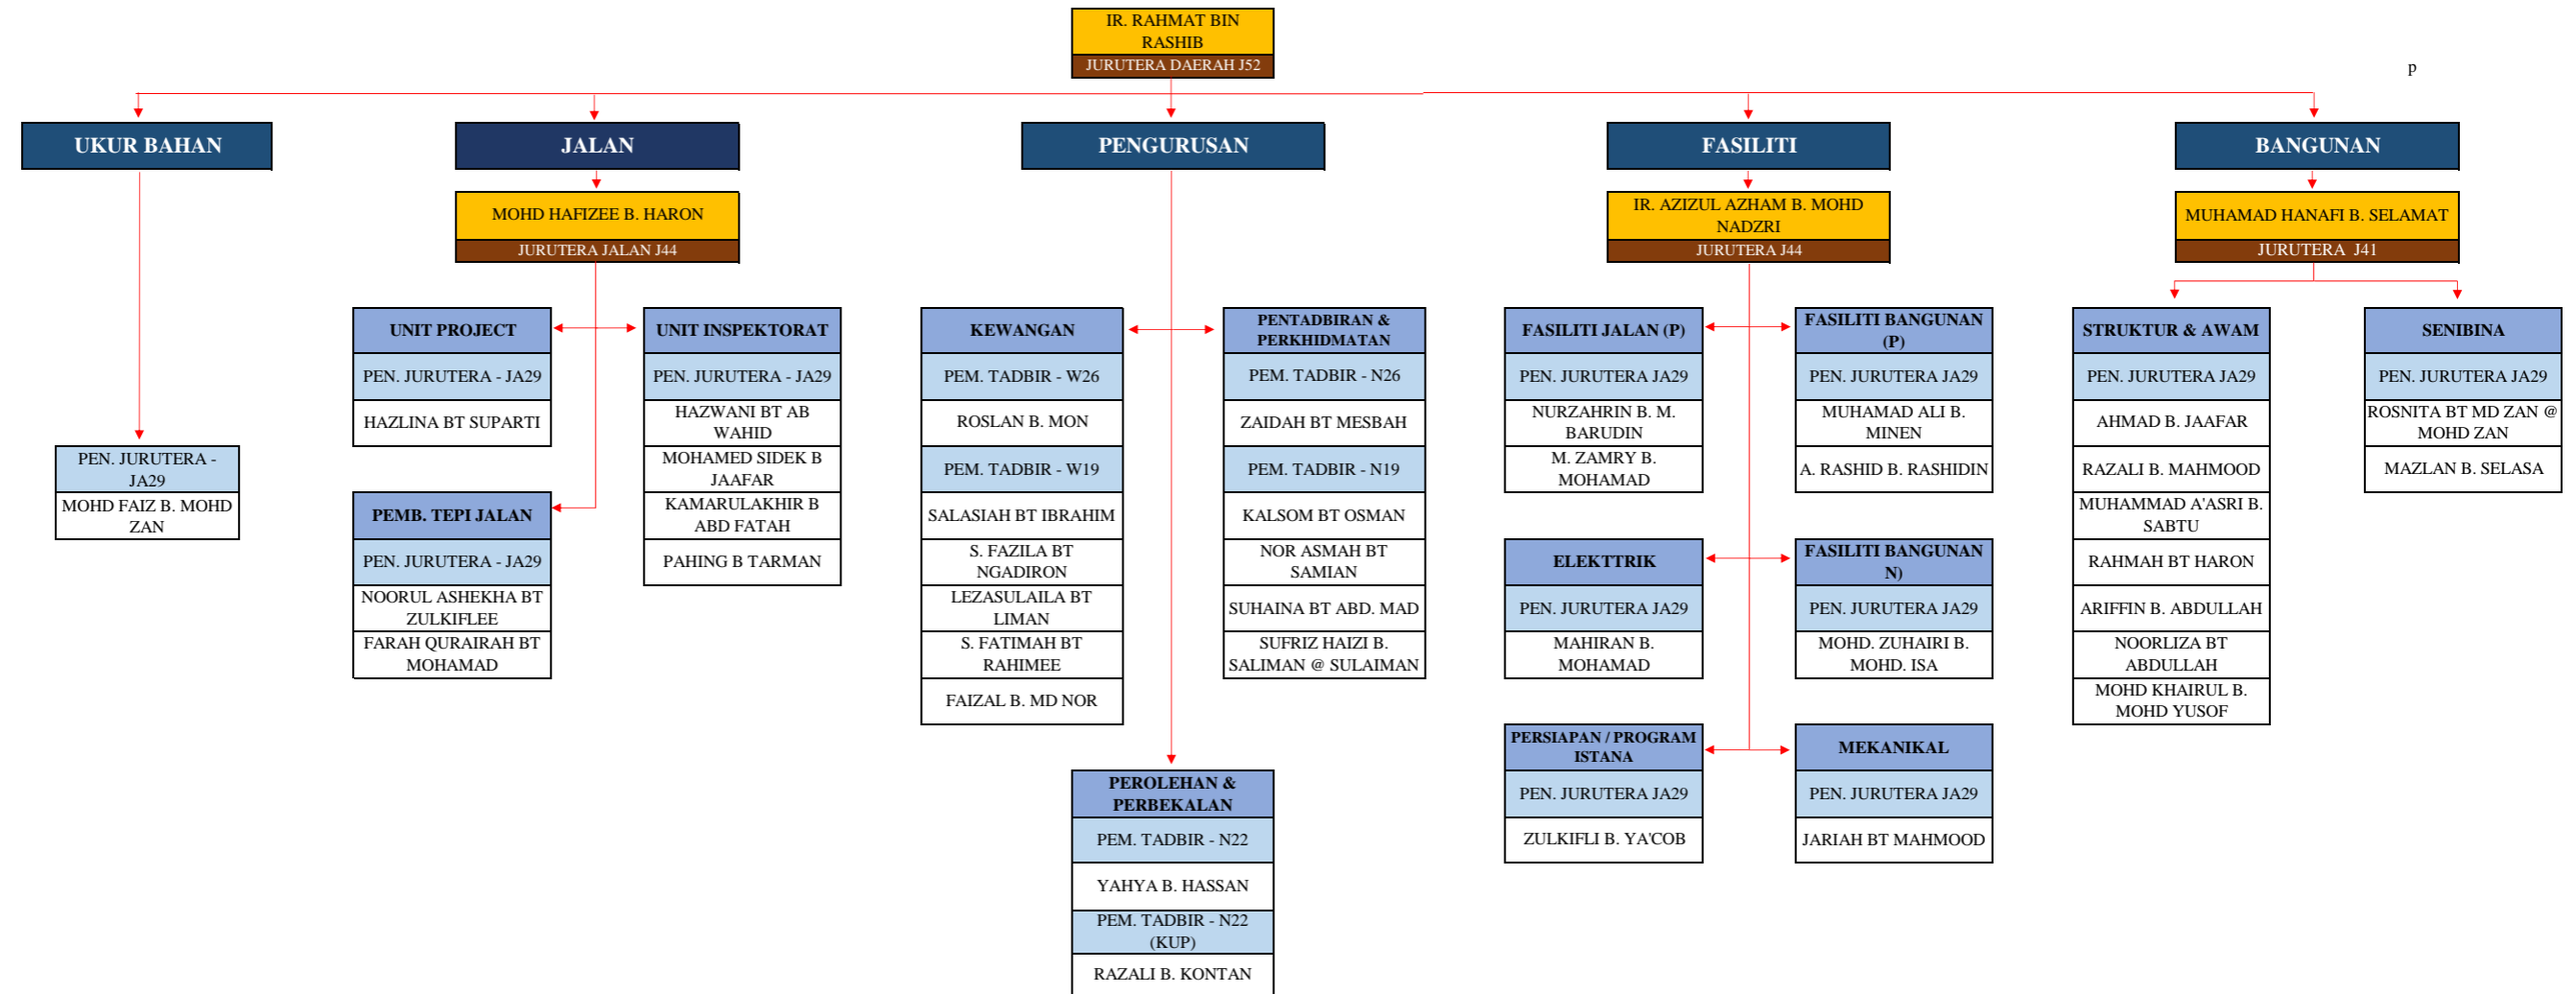 IR. RAHMAT BIN
RASHIB
JURUTERA DAERAH J52
p
UKUR BAHAN
JALAN
PENGURUSAN
FASILITI
BANGUNAN
MOHD HAFIZEE B. HARON
JURUTERA JALAN J44
IR. AZIZUL AZHAM B. MOHD
NADZRI
JURUTERA J44
MUHAMAD HANAFI B. SELAMAT
JURUTERA J41
PEN. JURUTERA -
JA29
MOHD FAIZ B. MOHD
ZAN
UNIT PROJECT
PEN. JURUTERA - JA29
HAZLINA BT SUPARTI
PEMB. TEPI JALAN
PEN. JURUTERA - JA29
NOORUL ASHEKHA BT
ZULKIFLEE
FARAH QURAIRAH BT
MOHAMAD
UNIT INSPEKTORAT
PEN. JURUTERA - JA29
HAZWANI BT AB
WAHID
MOHAMED SIDEK B
JAAFAR
KAMARULAKHIR B
ABD FATAH
PAHING B TARMAN
KEWANGAN
PEM. TADBIR - W26
ROSLAN B. MON
PEM. TADBIR - W19
SALASIAH BT IBRAHIM
S. FAZILA BT
NGADIRON
LEZASULAILA BT
LIMAN
S. FATIMAH BT
RAHIMEE
FAIZAL B. MD NOR
PENTADBIRAN &
PERKHIDMATAN
PEM. TADBIR - N26
ZAIDAH BT MESBAH
PEM. TADBIR - N19
KALSOM BT OSMAN
NOR ASMAH BT
SAMIAN
SUHAINA BT ABD. MAD
SUFRIZ HAIZI B.
SALIMAN @ SULAIMAN
PEROLEHAN &
PERBEKALAN
PEM. TADBIR - N22
YAHYA B. HASSAN
PEM. TADBIR - N22
(KUP)
RAZALI B. KONTAN
FASILITI JALAN (P)
PEN. JURUTERA JA29
NURZAHRIN B. M.
BARUDIN
M. ZAMRY B.
MOHAMAD
FASILITI BANGUNAN
(P)
PEN. JURUTERA JA29
MUHAMAD ALI B.
MINEN
A. RASHID B. RASHIDIN
ELEKTTRIK
PEN. JURUTERA JA29
MAHIRAN B.
MOHAMAD
FASILITI BANGUNAN
N)
PEN. JURUTERA JA29
MOHD. ZUHAIRI B.
MOHD. ISA
PERSIAPAN / PROGRAM
ISTANA
PEN. JURUTERA JA29
ZULKIFLI B. YA'COB
MEKANIKAL
PEN. JURUTERA JA29
JARIAH BT MAHMOOD
STRUKTUR & AWAM
PEN. JURUTERA JA29
AHMAD B. JAAFAR
RAZALI B. MAHMOOD
MUHAMMAD A'ASRI B.
SABTU
RAHMAH BT HARON
ARIFFIN B. ABDULLAH
NOORLIZA BT
ABDULLAH
MOHD KHAIRUL B.
MOHD YUSOF
SENIBINA
PEN. JURUTERA JA29
ROSNITA BT MD ZAN @
MOHD ZAN
MAZLAN B. SELASA